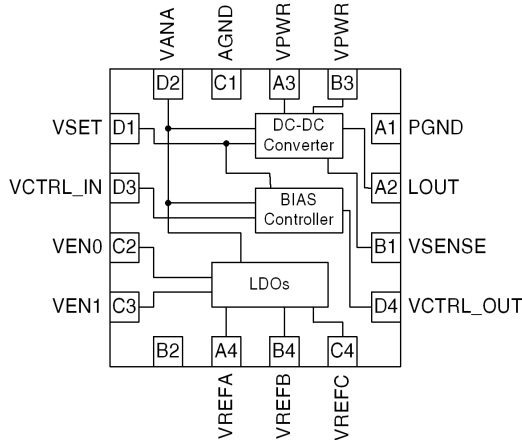 VANA
AGND
VPWR
VPWR
D2
C1
A3
B3
VSET
D1
DC-DC
Converter
A1
PGND
VCTRL_IN
D3
BIAS
Controller
A2
LOUT
VEN0
C2
B1
VSENSE
LDOs
VEN1
C3
D4
VCTRL_OUT
B2
A4
B4
C4
VREFA
VREFB
VREFC